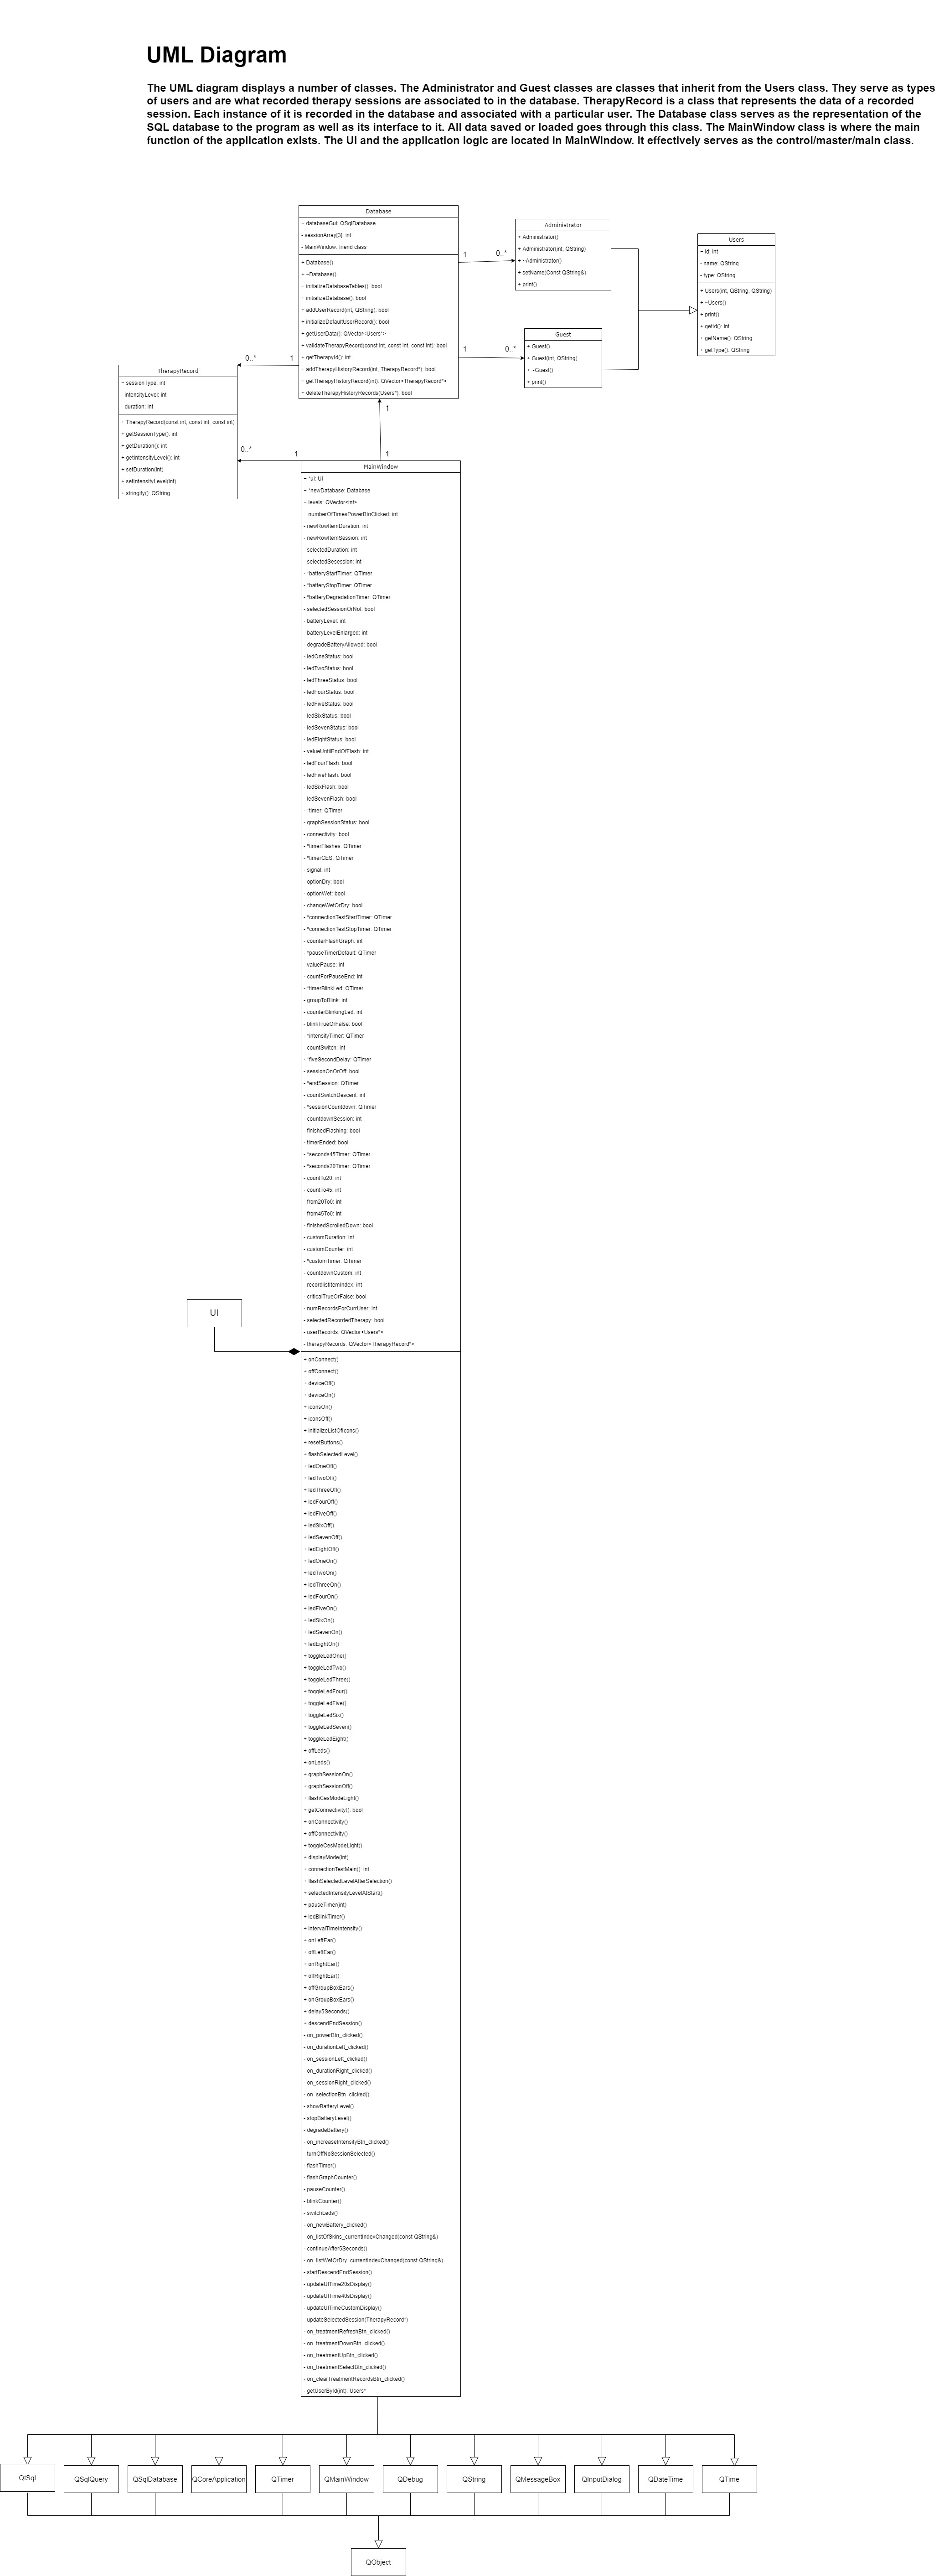 UML Diagram
The UML diagram displays a number of classes. The Administrator and Guest classes are classes that inherit from the Users class. They serve as types
of users and are what recorded therapy sessions are associated to in the database. TherapyRecord is a class that represents the data of a recorded
session. Each instance of it is recorded in the database and associated with a particular user. The Database class serves as the representation of the
SQL database to the program as well as its interface to it. All data saved or loaded goes through this class. The MainWindow class is where the main
function of the application exists. The UI and the application logic are located in MainWindow. It effectively serves as the control/master/main class.
Database
~ databaseGui: QSqlDatabase
- sessionArray[3]: int
- MainWindow: friend class
+ Database()
+ ~Database()
+ initializeDatabaseTables(): bool
+ initializeDatabase(): bool
+ addUserRecord(int, QString): bool
+ initializeDefaultUserRecord(): bool
+ getUserData(): QVector<Users*>
+ validateTherapyRecord(const int, const int, const int): bool
+ getTherapyId(): int
+ addTherapyHistoryRecord(int, TherapyRecord*): bool
+ getTherapyHistoryRecord(int): QVector<TherapyRecord*>
+ deleteTherapyHistoryRecords(Users*): bool
1
0..*
Administrator
+ Administrator()
+ Administrator(int, QString)
+ ~Administrator()
+ setName(Const QString&)
+ print()
Users
~ id: int
- name: QString
- type: QString
+ Users(int, QString, QString)
+ ~Users()
+ print()
+ getId(): int
+ getName(): QString
+ getType(): QString
1
0..*
Guest
+ Guest()
+ Guest(int, QString)
+ ~Guest()
+ print()
0..*
1
TherapyRecord
~ sessionType: int
- intensityLevel: int
- duration: int
+ TherapyRecord(const int, const int, const int)
+ getSessionType(): int
+ getDuration(): int
+ getIntensityLevel(): int
+ setDuration(int)
+ setIntensityLevel(int)
+ stringify(): QString
1
0..*
1
1
MainWindow
~ *ui: Ui
~ *newDatabase: Database
~ levels: QVector<int>
~ numberOfTimesPowerBtnClicked: int
- newRowItemDuration: int
- newRowItemSession: int
- selectedDuration: int
- selectedSesession: int
- *batteryStartTimer: QTimer
- *batteryStopTimer: QTimer
- *batteryDegradationTimer: QTimer
- selectedSessionOrNot: bool
- batteryLevel: int
- batteryLevelEnlarged: int
- degradeBatteryAllowed: bool
- ledOneStatus: bool
- ledTwoStatus: bool
- ledThreeStatus: bool
- ledFourStatus: bool
- ledFiveStatus: bool
- ledSixStatus: bool
- ledSevenStatus: bool
- ledEightStatus: bool
- valueUntilEndOfFlash: int
- ledFourFlash: bool
- ledFiveFlash: bool
- ledSixFlash: bool
- ledSevenFlash: bool
- *timer: QTimer
- graphSessionStatus: bool
- connectivity: bool
- *timerFlashes: QTimer
- *timerCES: QTimer
- signal: int
- optionDry: bool
- optionWet: bool
- changeWetOrDry: bool
- *connectionTestStartTimer: QTimer
- *connectionTestStopTimer: QTimer
- counterFlashGraph: int
- *pauseTimerDefault: QTimer
- valuePause: int
- countForPauseEnd: int
- *timerBlinkLed: QTimer
- groupToBlink: int
- counterBlinkingLed: int
- blinkTrueOrFalse: bool
- *intensityTimer: QTimer
- countSwitch: int
- *fiveSecondDelay: QTimer
- sessionOnOrOff: bool
- *endSession: QTimer
- countSwitchDescent: int
- *sessionCountdown: QTimer
- countdownSession: int
- finishedFlashing: bool
- timerEnded: bool
- *seconds45Timer: QTimer
- *seconds20Timer: QTimer
- countTo20: int
- countTo45: int
- from20To0: int
- from45To0: int
- finishedScrolledDown: bool
- customDuration: int
- customCounter: int
- *customTimer: QTimer
- countdownCustom: int
- recordlistItemIndex: int
- criticalTrueOrFalse: bool
- numRecordsForCurrUser: int
- selectedRecordedTherapy: bool
- userRecords: QVector<Users*>
- therapyRecords: QVector<TherapyRecord*>
UI
+ onConnect()
+ offConnect()
+ deviceOff()
+ deviceOn()
+ iconsOn()
+ iconsOff()
+ initializeListOfIcons()
+ resetButtons()
+ flashSelectedLevel()
+ ledOneOff()
+ ledTwoOff()
+ ledThreeOff()
+ ledFourOff()
+ ledFiveOff()
+ ledSixOff()
+ ledSevenOff()
+ ledEightOff()
+ ledOneOn()
+ ledTwoOn()
+ ledThreeOn()
+ ledFourOn()
+ ledFiveOn()
+ ledSixOn()
+ ledSevenOn()
+ ledEightOn()
+ toggleLedOne()
+ toggleLedTwo()
+ toggleLedThree()
+ toggleLedFour()
+ toggleLedFive()
+ toggleLedSix()
+ toggleLedSeven()
+ toggleLedEight()
+ offLeds()
+ onLeds()
+ graphSessionOn()
+ graphSessionOff()
+ flashCesModeLight()
+ getConnectivity(): bool
+ onConnectivity()
+ offConnectivity()
+ toggleCesModeLight()
+ displayMode(int)
+ connectionTestMain(): int
+ flashSelectedLevelAfterSelection()
+ selectedIntensityLevelAtStart()
+ pauseTimer(int)
+ ledBlinkTimer()
+ intervalTimeIntensity()
+ onLeftEar()
+ offLeftEar()
+ onRightEar()
+ offRightEar()
+ offGroupBoxEars()
+ onGroupBoxEars()
+ delay5Seconds()
+ descendEndSession()
- on_powerBtn_clicked()
- on_durationLeft_clicked()
- on_sessionLeft_clicked()
- on_durationRight_clicked()
- on_sessionRight_clicked()
- on_selectionBtn_clicked()
- showBatteryLevel()
- stopBatteryLevel()
- degradeBattery()
- on_increaseIntensityBtn_clicked()
- turnOffNoSessionSelected()
- flashTimer()
- flashGraphCounter()
- pauseCounter()
- blinkCounter()
- switchLeds()
- on_newBattery_clicked()
- on_listOfSkins_currentIndexChanged(const QString&)
- continueAfter5Seconds()
- on_listWetOrDry_currentIndexChanged(const QString&)
- startDescendEndSession()
- updateUITime20sDisplay()
- updateUITime40sDisplay()
- updateUITimeCustomDisplay()
- updateSelectedSession(TherapyRecord*)
- on_treatmentRefreshBtn_clicked()
- on_treatmentDownBtn_clicked()
- on_treatmentUpBtn_clicked()
- on_treatmentSelectBtn_clicked()
- on_clearTreatmentRecordsBtn_clicked()
- getUserById(int): Users*
QtSql
QSqlQuery
QSqlDatabase
QCoreApplication
QTimer
QMainWindow
QDebug
QString
QMessageBox
QInputDialog
QDateTime
QTime
QObject